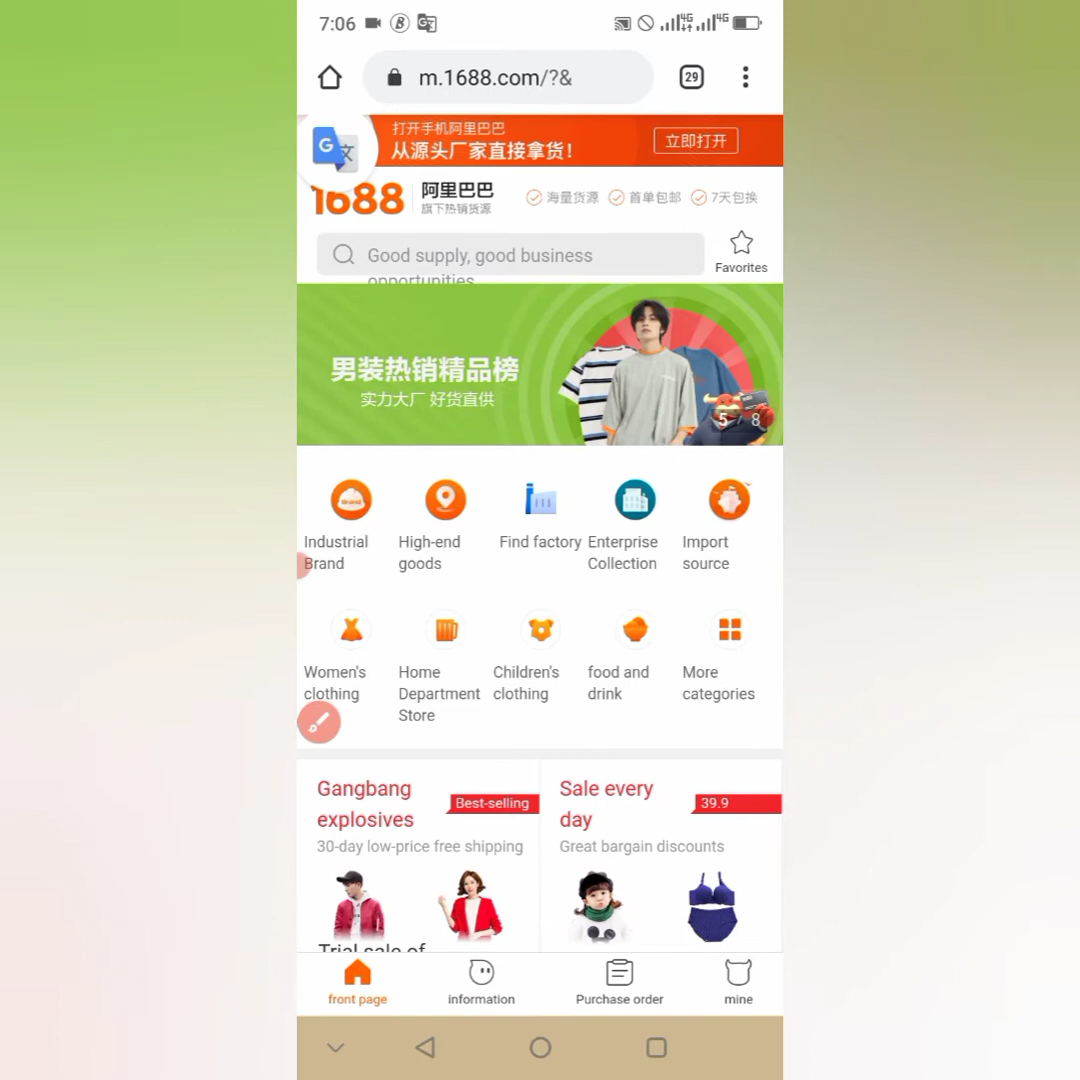 7:06
4G 4G
m.1688.com/?&
29
打开手机阿里巴巴
从源头厂家直接拿货！
立即打开
G 文
1688
阿里巴巴
旗下热销货源
海量货源 首单包邮 7天包换
Good supply, good business
opportunities
Favorites
男装热销精品榜
实力大厂 好货直供
5 / 8
Industrial
Brand
High-end
goods
Find factory
Enterprise
Collection
Import
source
Women's
clothing
Home
Department
Store
Children's
clothing
food and
drink
More
categories
Gangbang
explosives
Best-selling
30-day low-price free shipping
Sale every
day
39.9
Great bargain discounts
Trial sale of
front page
information
Purchase order
mine